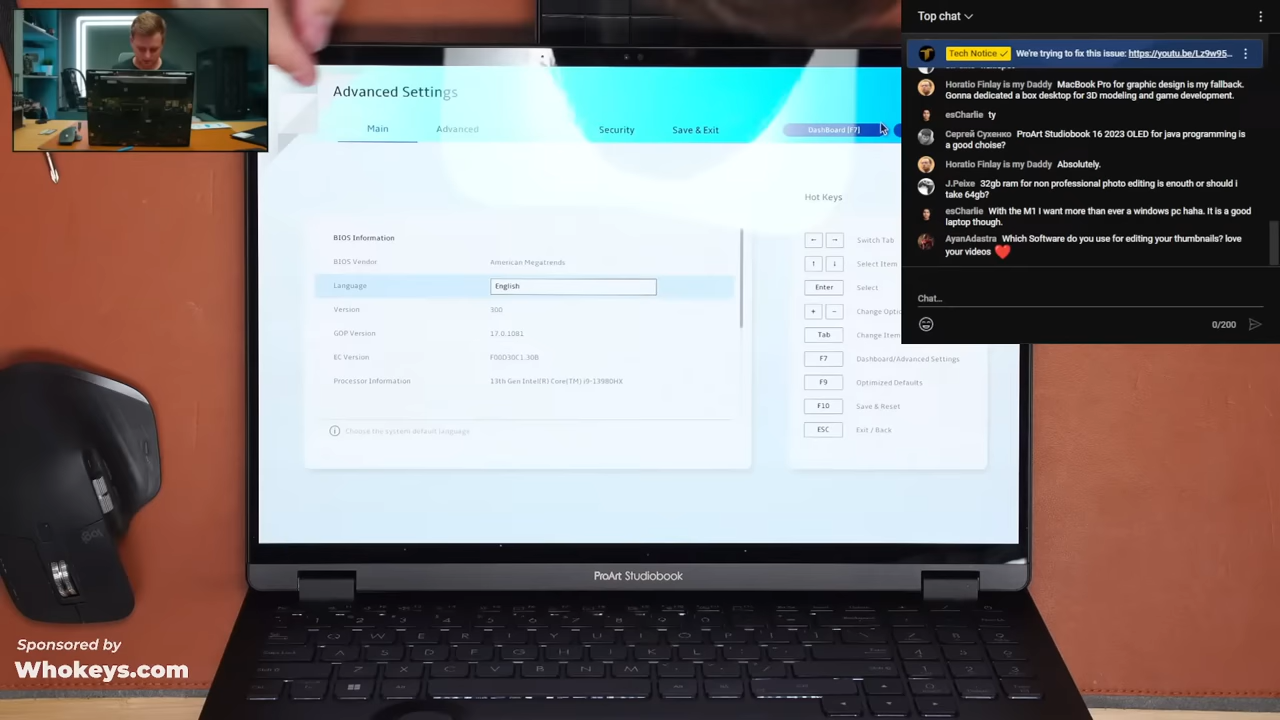 Advanced Settings
Main
Advanced
Security
Save & Exit
DashBoard [F7]
BIOS Information
BIOS Vendor
American Megatrends
Language
English
Version
300
GOP Version
17.0.1081
EC Version
Processor Information
13th Gen Intel(R) Core(TM) i9-13980HX
Choose the system default language
Hot Keys
← →
Switch Tab
↑ ↓
Select Item
Enter
Select
+ −
Change Opti
Tab
Change Item
F7
Dashboard/Advanced Settings
F9
Optimized Defaults
F10
Save & Reset
ESC
Exit / Back
Top chat
Tech Notice We're trying to fix this issue: https://youtu.be/Lz9w95...
Horatio Finlay is my Daddy MacBook Pro for graphic design is my fallback.
Gonna dedicated a box desktop for 3D modeling and game development.
esCharlie ty
Сергей Сухенко ProArt Studiobook 16 2023 OLED for java programming is
a good choise?
Horatio Finlay is my Daddy Absolutely.
J.Peixe 32gb ram for non professional photo editing is enouth or should i
take 64gb?
esCharlie With the M1 I want more than ever a windows pc haha. It is a good
laptop though.
AyanAdastra Which Software do you use for editing your thumbnails? love
your videos ❤️
Chat...
0/200
ProArt Studiobook
Sponsored by
Whokeys.com